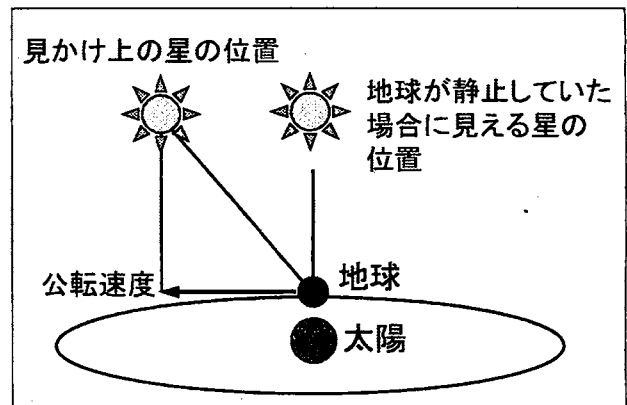 見かけ上の星の位置
地球が静止していた
場合に見える星の
位置
公転速度
地球
太陽